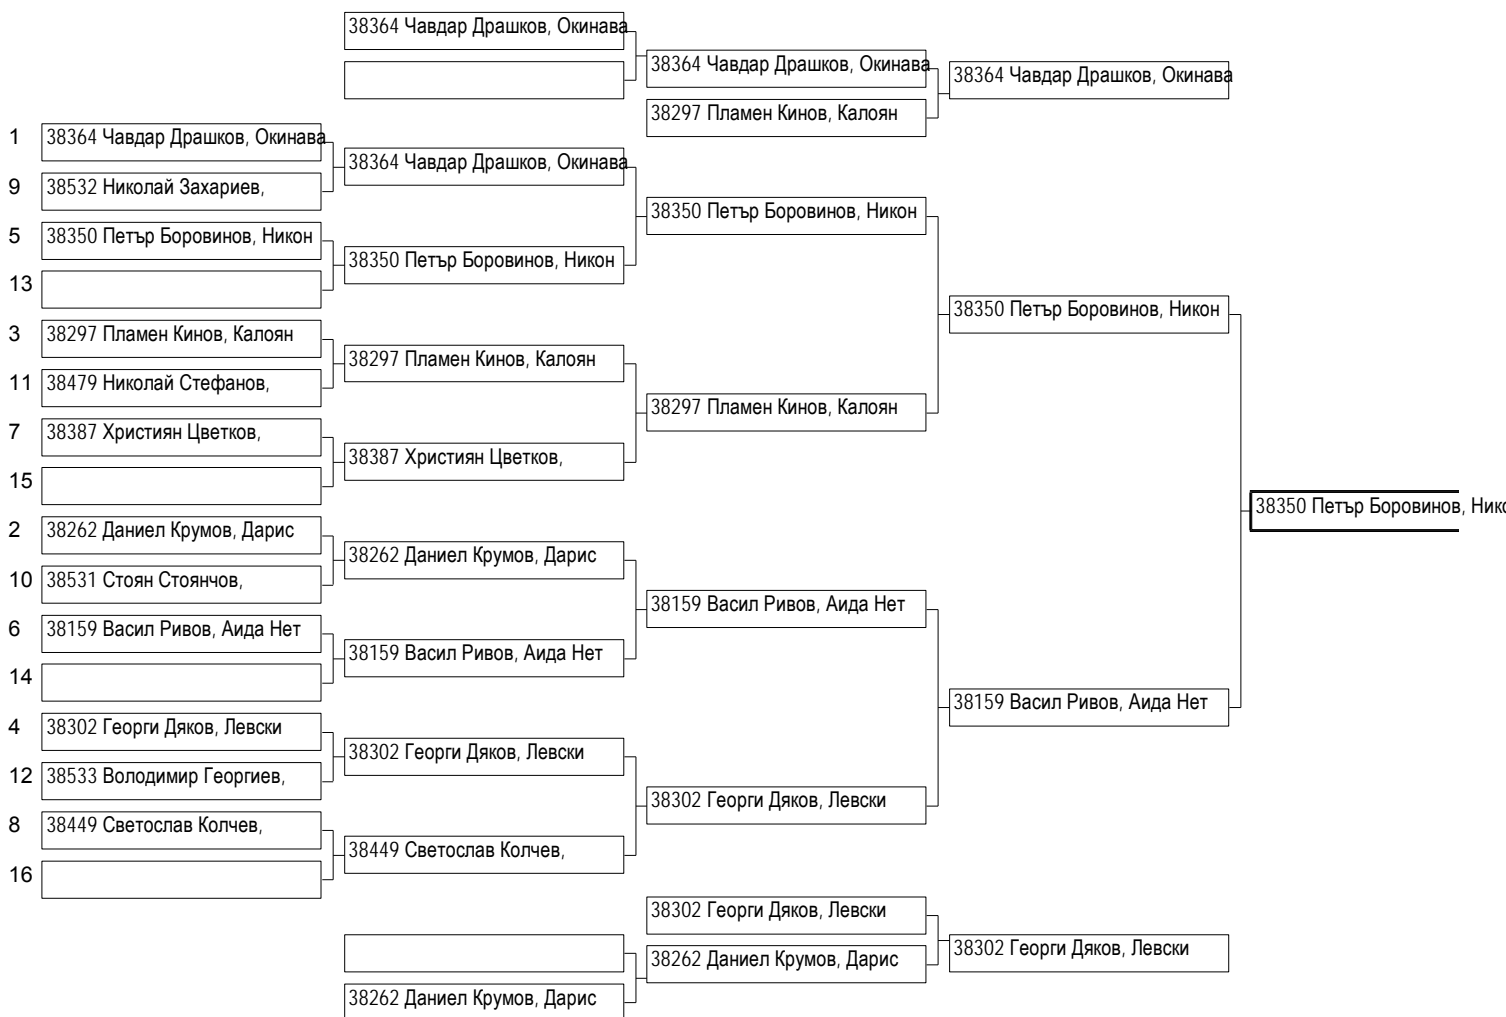 38364 Чавдар Драшков, Окинава
38364 Чавдар Драшков, Окинава
38364 Чавдар Драшков, Окинава
38297 Пламен Кинов, Калоян
1 38364 Чавдар Драшков, Окинава
38364 Чавдар Драшков, Окинава
9 38532 Николай Захариев,
38350 Петър Боровинов, Никон
5 38350 Петър Боровинов, Никон
38350 Петър Боровинов, Никон
13
38350 Петър Боровинов, Никон
3 38297 Пламен Кинов, Калоян
38297 Пламен Кинов, Калоян
11 38479 Николай Стефанов,
38297 Пламен Кинов, Калоян
7 38387 Християн Цветков,
38387 Християн Цветков,
15
38350 Петър Боровинов, Нико
2 38262 Даниел Крумов, Дарис
38262 Даниел Крумов, Дарис
10 38531 Стоян Стоянчов,
38159 Васил Ривов, Аида Нет
6 38159 Васил Ривов, Аида Нет
38159 Васил Ривов, Аида Нет
14
38159 Васил Ривов, Аида Нет
4 38302 Георги Дяков, Левски
38302 Георги Дяков, Левски
12 38533 Володимир Георгиев,
38302 Георги Дяков, Левски
8 38449 Светослав Колчев,
38449 Светослав Колчев,
16
38302 Георги Дяков, Левски
38262 Даниел Крумов, Дарис
38302 Георги Дяков, Левски
38262 Даниел Крумов, Дарис